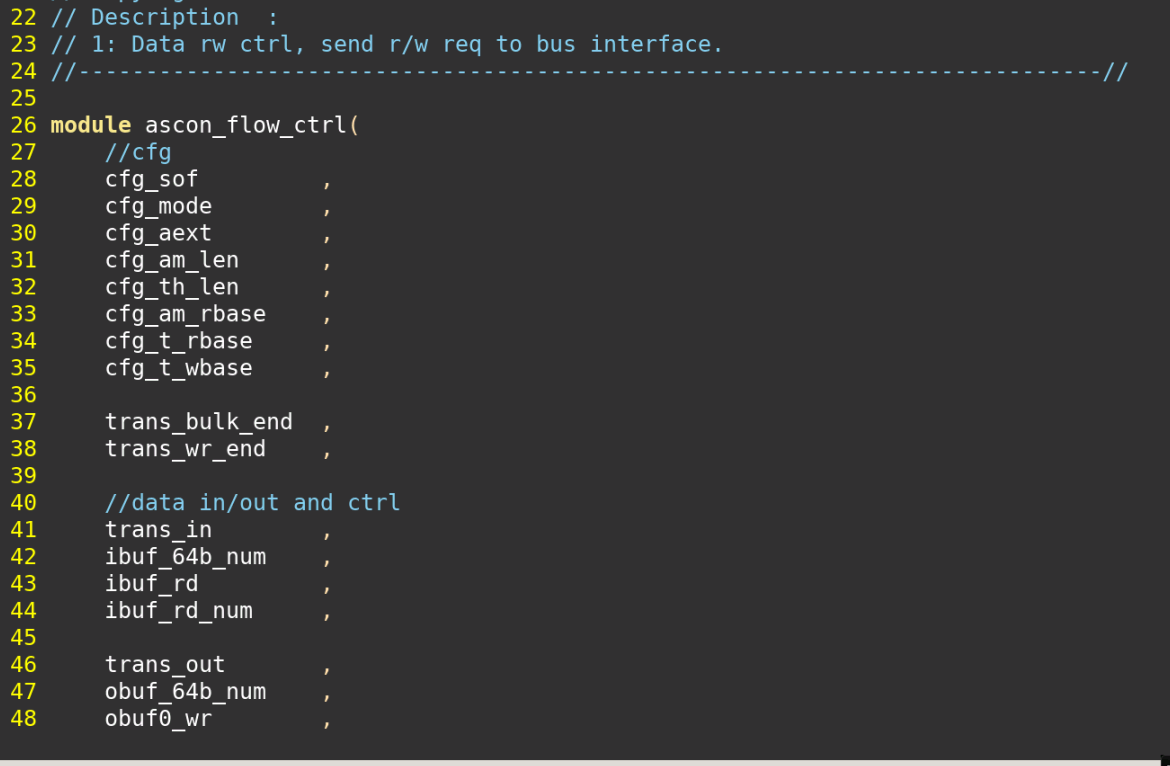 22 // Description  :
23 // 1: Data rw ctrl, send r/w req to bus interface.
24 //----------------------------------------------------------------------------//
25
26 module ascon_flow_ctrl(
27     //cfg
28     cfg_sof         ,
29     cfg_mode        ,
30     cfg_aext        ,
31     cfg_am_len      ,
32     cfg_th_len      ,
33     cfg_am_rbase    ,
34     cfg_t_rbase     ,
35     cfg_t_wbase     ,
36
37     trans_bulk_end  ,
38     trans_wr_end    ,
39
40     //data in/out and ctrl
41     trans_in        ,
42     ibuf_64b_num    ,
43     ibuf_rd         ,
44     ibuf_rd_num     ,
45
46     trans_out       ,
47     obuf_64b_num    ,
48     obuf0_wr        ,